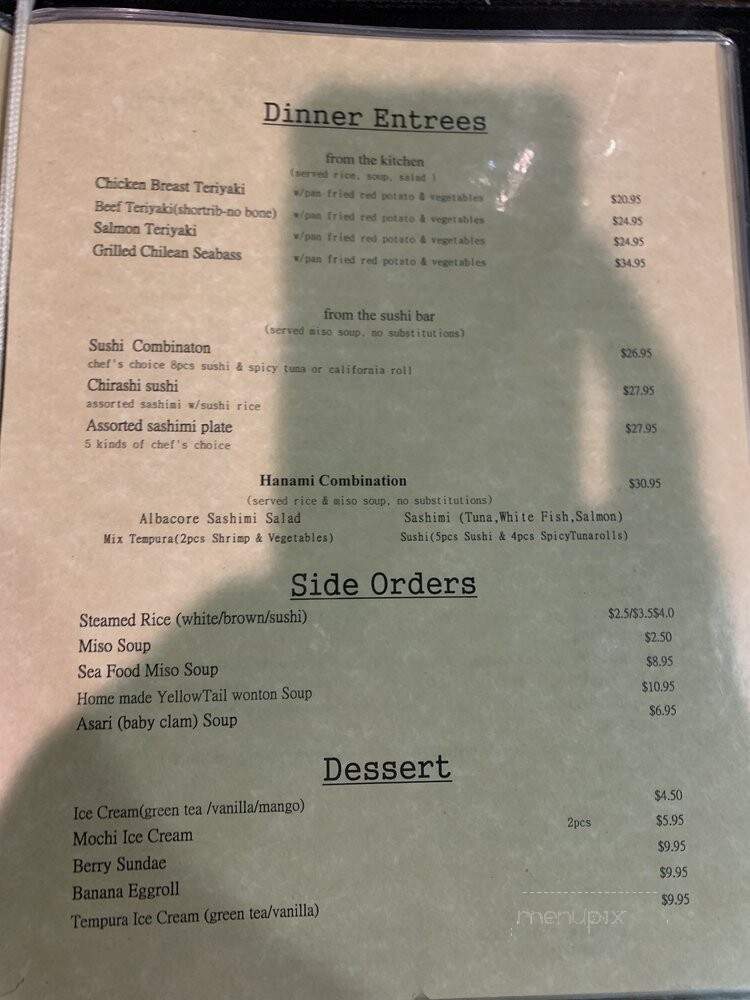 Dinner Entrees
from the kitchen
(served rice, soup, salad )
Chicken Breast Teriyaki w/pan fried red potato & vegetables $20.95
Beef Teriyaki(shortrib-no bone) w/pan fried red potato & vegetables $24.95
Salmon Teriyaki w/pan fried red potato & vegetables $24.95
Grilled Chilean Seabass w/pan fried red potato & vegetables $34.95
from the sushi bar
(served miso soup, no substitutions)
Sushi Combinaton $26.95
chef's choice 8pcs sushi & spicy tuna or california roll
Chirashi sushi $27.95
assorted sashimi w/sushi rice
Assorted sashimi plate $27.95
5 kinds of chef's choice
Hanami Combination $30.95
(served rice & miso soup, no substitutions)
Albacore Sashimi Salad Sashimi (Tuna,White Fish,Salmon)
Mix Tempura(2pcs Shrimp & Vegetables) Sushi(5pcs Sushi & 4pcs SpicyTunarolls)
Side Orders
Steamed Rice (white/brown/sushi) $2.5/$3.5$4.0
Miso Soup $2.50
Sea Food Miso Soup $8.95
Home made YellowTail wonton Soup $10.95
Asari (baby clam) Soup $6.95
Dessert
Ice Cream(green tea /vanilla/mango) $4.50
Mochi Ice Cream 2pcs $5.95
Berry Sundae $9.95
Banana Eggroll $9.95
Tempura Ice Cream (green tea/vanilla) $9.95
menupix